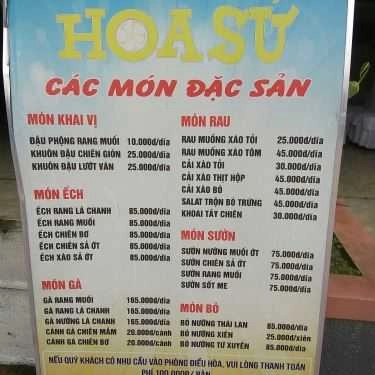 HOA SỨ
CÁC MÓN ĐẶC SẢN
MÓN KHAI VỊ
ĐẬU PHỘNG RANG MUỐI 10.000đ/dĩa
KHUÔN ĐẬU CHIÊN GIÒN 25.000đ/dĩa
KHUÔN ĐẬU LƯỚT VÁN 25.000đ/dĩa
MÓN ẾCH
ẾCH RANG LÁ CHANH 85.000đ/dĩa
ẾCH RANG MUỐI 85.000đ/dĩa
ẾCH CHIÊN BƠ 85.000đ/dĩa
ẾCH CHIÊN SẢ ỚT 85.000đ/dĩa
ẾCH XÀO SẢ ỚT 85.000đ/dĩa
MÓN GÀ
GÀ RANG MUỐI 165.000đ/dĩa
GÀ RANG LÁ CHANH 165.000đ/dĩa
GÀ NƯỚNG LÁ CHANH 165.000đ/dĩa
CÁNH GÀ CHIÊN MẮM 20.000/cánh
CÁNH GÀ CHIÊN BƠ 20.000/cánh
MÓN RAU
RAU MUỐNG XÀO TỎI 25.000đ/dĩa
RAU MUỐNG XÀO TÔM 45.000đ/dĩa
CẢI XÀO TỎI 30.000đ/dĩa
CẢI XÀO THỊT HỘP 45.000đ/dĩa
CẢI XÀO BÒ 45.000đ/dĩa
SALAT TRỘN BÒ TRỨNG 45.000đ/dĩa
KHOAI TÂY CHIÊN 30.000đ/dĩa
MÓN SƯỜN
SƯỜN NƯỚNG MUỐI ỚT 75.000đ/dĩa
SƯỜN CHIÊN SẢ ỚT 75.000đ/dĩa
SƯỜN RANG MUỐI 75.000đ/dĩa
SƯỜN SỐT ME 75.000đ/dĩa
MÓN BÒ
BÒ NƯỚNG THÁI LAN 85.000đ/dĩa
BÒ NƯỚNG XIÊN 25.000/xiên
BÒ NƯỚNG TỨ XUYÊN 85.000đ/dĩa
NẾU QUÝ KHÁCH CÓ NHU CẦU VÀO PHÒNG ĐIỀU HÒA, VUI LÒNG THANH TOÁN
PHÍ 100.000Đ/BÀN